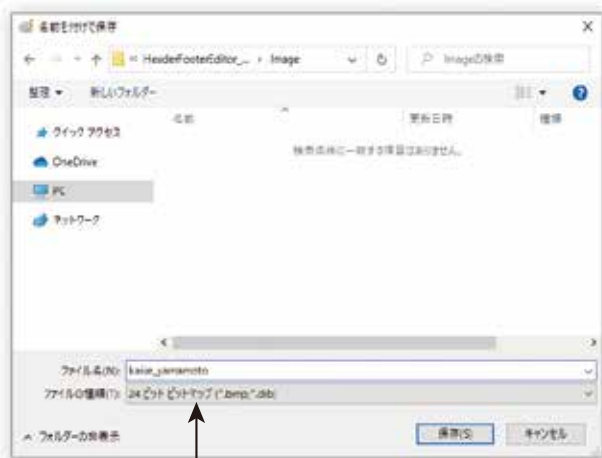 名前を付けて保存
HeaderFooterEditor_... › Image
Imageの検索
整理 ▼ 新しいフォルダー
名前 更新日時 種類
検索条件に一致する項目はありません。
クイック アクセス
OneDrive
PC
ネットワーク
ファイル名(N): kaise_yamamoto
ファイルの種類(T): 24 ビット ビットマップ (*.bmp;*.dib)
フォルダーの非表示 保存(S) キャンセル